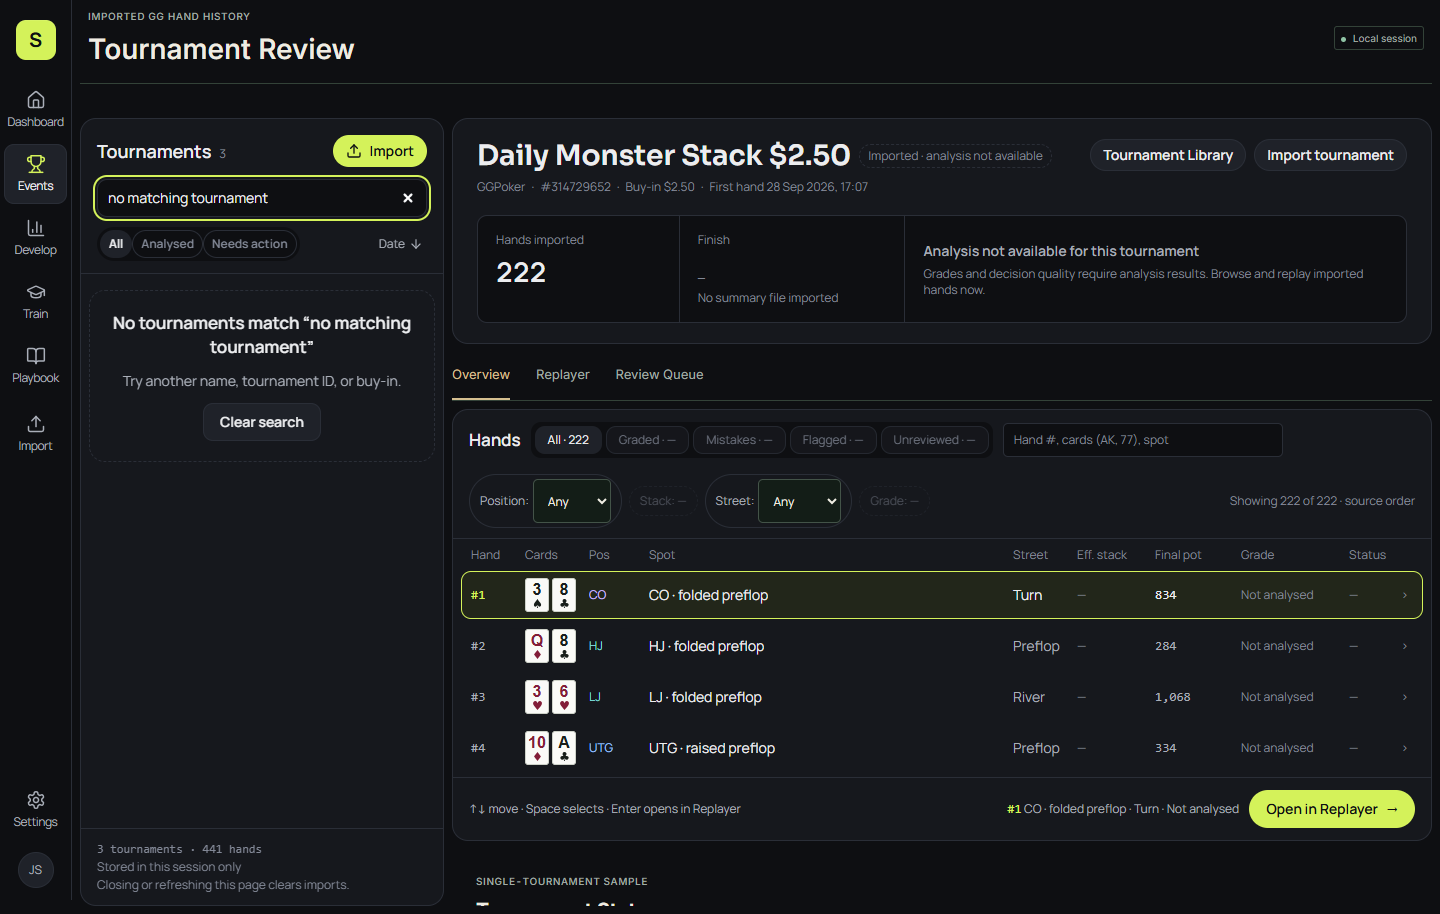 S
Dashboard
Events
Develop
Train
Playbook
Import
Settings
JS
IMPORTED GG HAND HISTORY
Tournament Review
Local session
Tournaments 3
Import
no matching tournament
All
Analysed
Needs action
Date ↓
No tournaments match “no matching
tournament”
Try another name, tournament ID, or buy-in.
Clear search
3 tournaments · 441 hands
Stored in this session only
Closing or refreshing this page clears imports.
Daily Monster Stack $2.50
Imported · analysis not available
Tournament Library
Import tournament
GGPoker · #314729652 · Buy-in $2.50 · First hand 28 Sep 2026, 17:07
Hands imported
222
Finish
—
No summary file imported
Analysis not available for this tournament
Grades and decision quality require analysis results. Browse and replay imported
hands now.
Overview
Replayer
Review Queue
Hands
All · 222
Graded · —
Mistakes · —
Flagged · —
Unreviewed · —
Hand #, cards (AK, 77), spot
Position: Any
Stack: —
Street: Any
Grade: —
Showing 222 of 222 · source order
Hand Cards Pos Spot Street Eff. stack Final pot Grade Status
#1 3♠ 8♣ CO CO · folded preflop Turn — 834 Not analysed — ›
#2 Q♦ 8♣ HJ HJ · folded preflop Preflop — 284 Not analysed — ›
#3 3♥ 6♥ LJ LJ · folded preflop River — 1,068 Not analysed — ›
#4 10♦ A♣ UTG UTG · raised preflop Preflop — 334 Not analysed — ›
↑↓ move · Space selects · Enter opens in Replayer
#1 CO · folded preflop · Turn · Not analysed
Open in Replayer →
SINGLE-TOURNAMENT SAMPLE